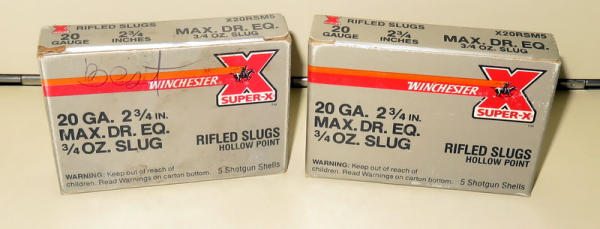 X RIFLED SLUGS X20RSM5
20 GAUGE 2 3/4 INCHES MAX. DR. EQ. 3/4 OZ. SLUG
Best
WINCHESTER X
SUPER-X
20 GA. 2 3/4 IN.
MAX. DR. EQ.
3/4 OZ. SLUG
RIFLED SLUGS
HOLLOW POINT
WARNING: Keep out of reach of
children. Read Warnings on carton bottom.
5 Shotgun Shells
X RIFLED SLUGS X20RSM5
20 GAUGE 2 3/4 INCHES MAX. DR. EQ. 3/4 OZ. SLUG
WINCHESTER X
SUPER-X
20 GA. 2 3/4 IN.
MAX. DR. EQ.
3/4 OZ. SLUG
RIFLED SLUGS
HOLLOW POINT
WARNING: Keep out of reach of
children. Read Warnings on carton bottom.
5 Shotgun Shells